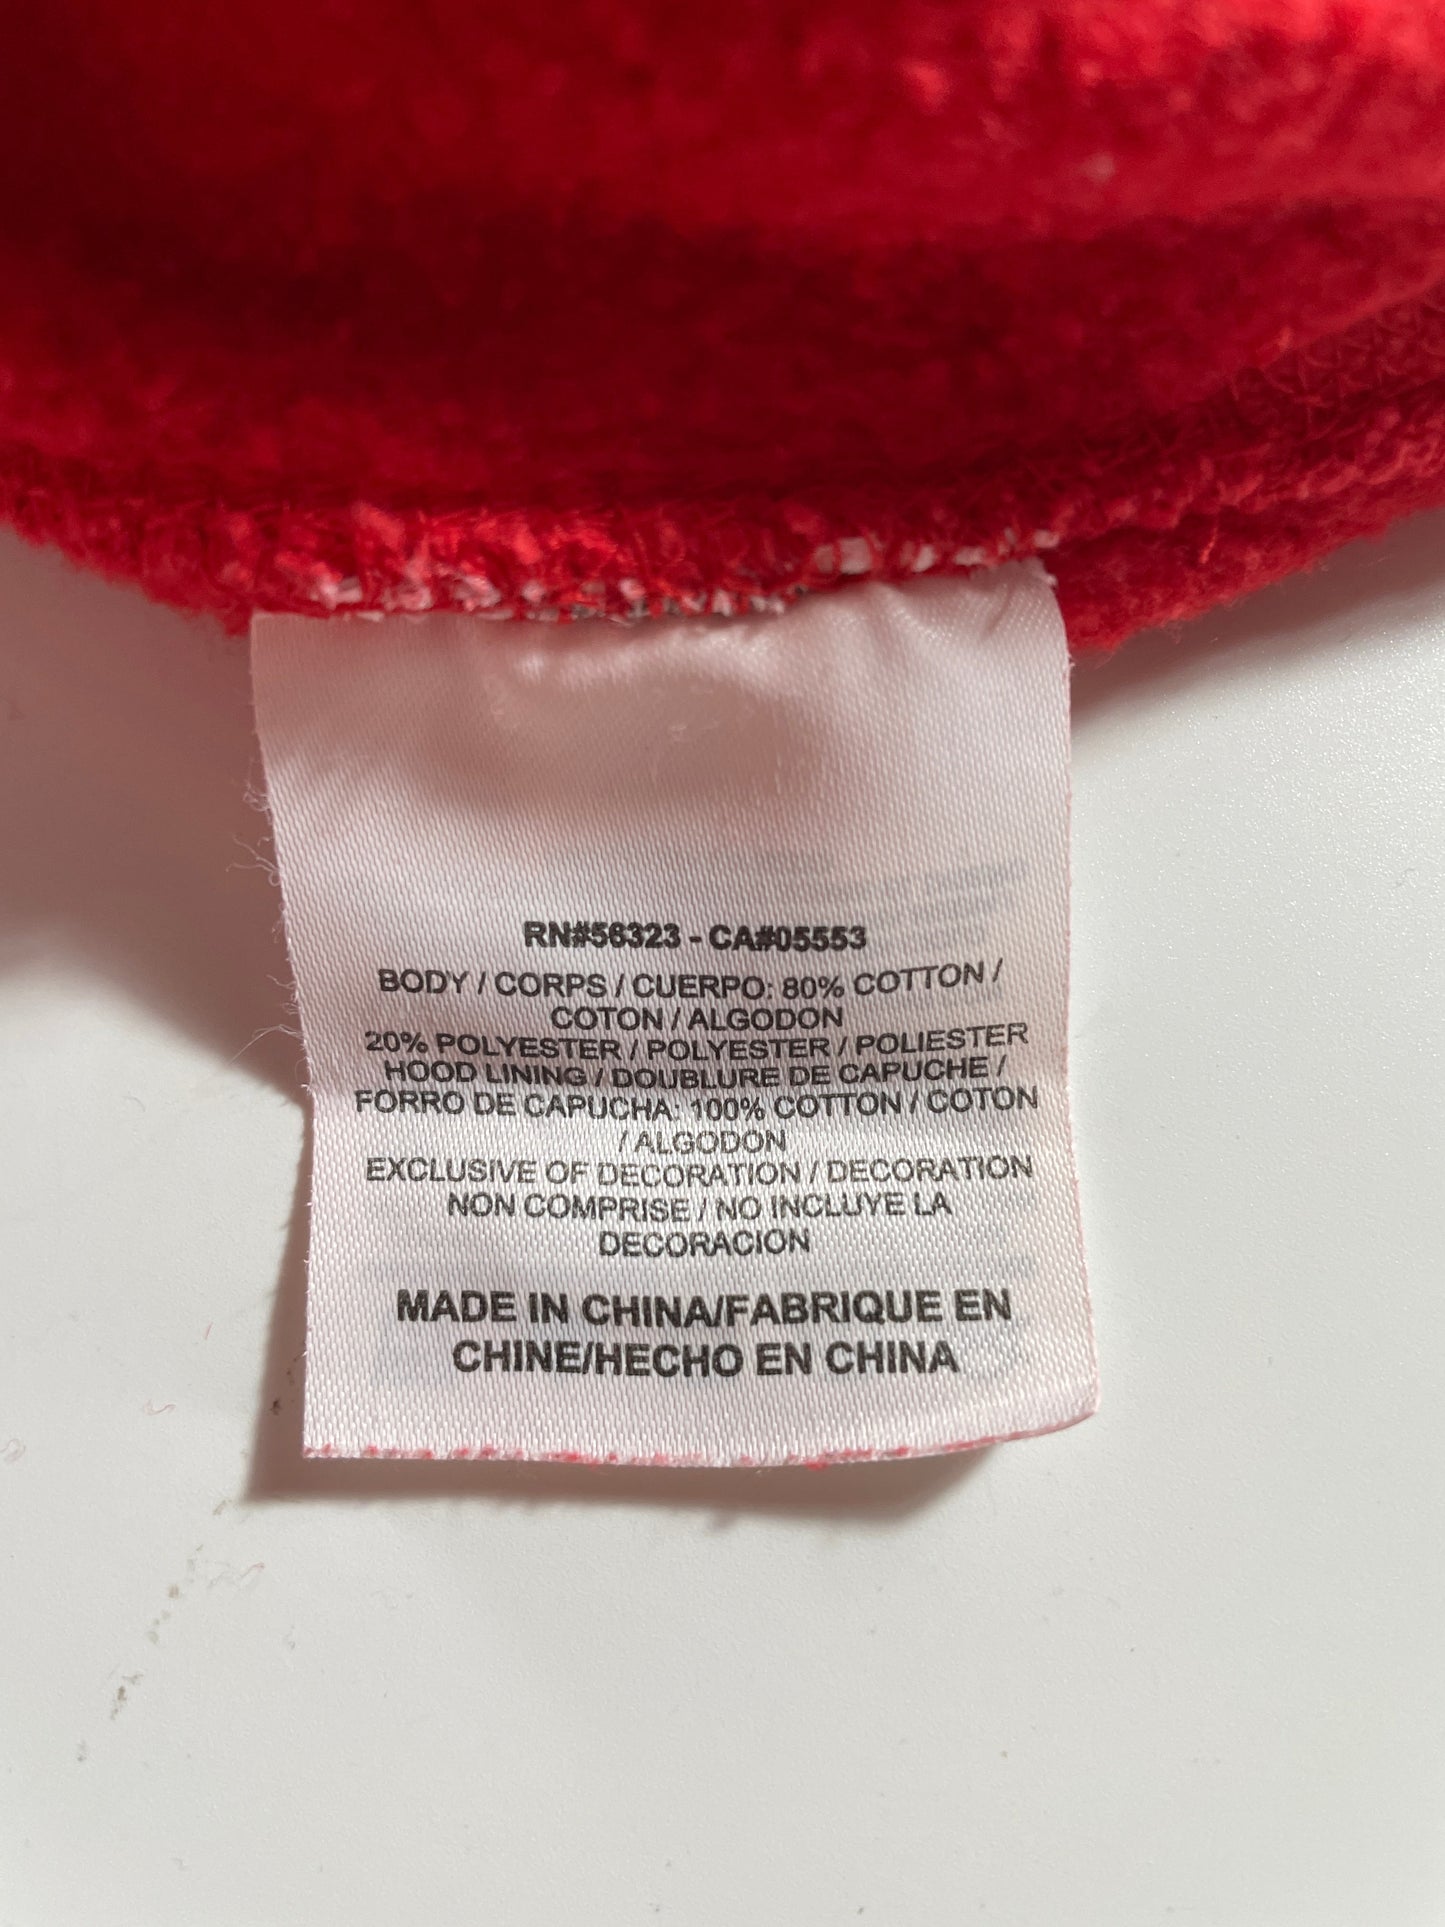 RN#56323 - CA#05553
BODY / CORPS / CUERPO: 80% COTTON /
COTON / ALGODON
20% POLYESTER / POLYESTER / POLIESTER
HOOD LINING / DOUBLURE DE CAPUCHE /
FORRO DE CAPUCHA: 100% COTTON / COTON
/ ALGODON
EXCLUSIVE OF DECORATION / DECORATION
NON COMPRISE / NO INCLUYE LA
DECORACION
MADE IN CHINA/FABRIQUE EN
CHINE/HECHO EN CHINA